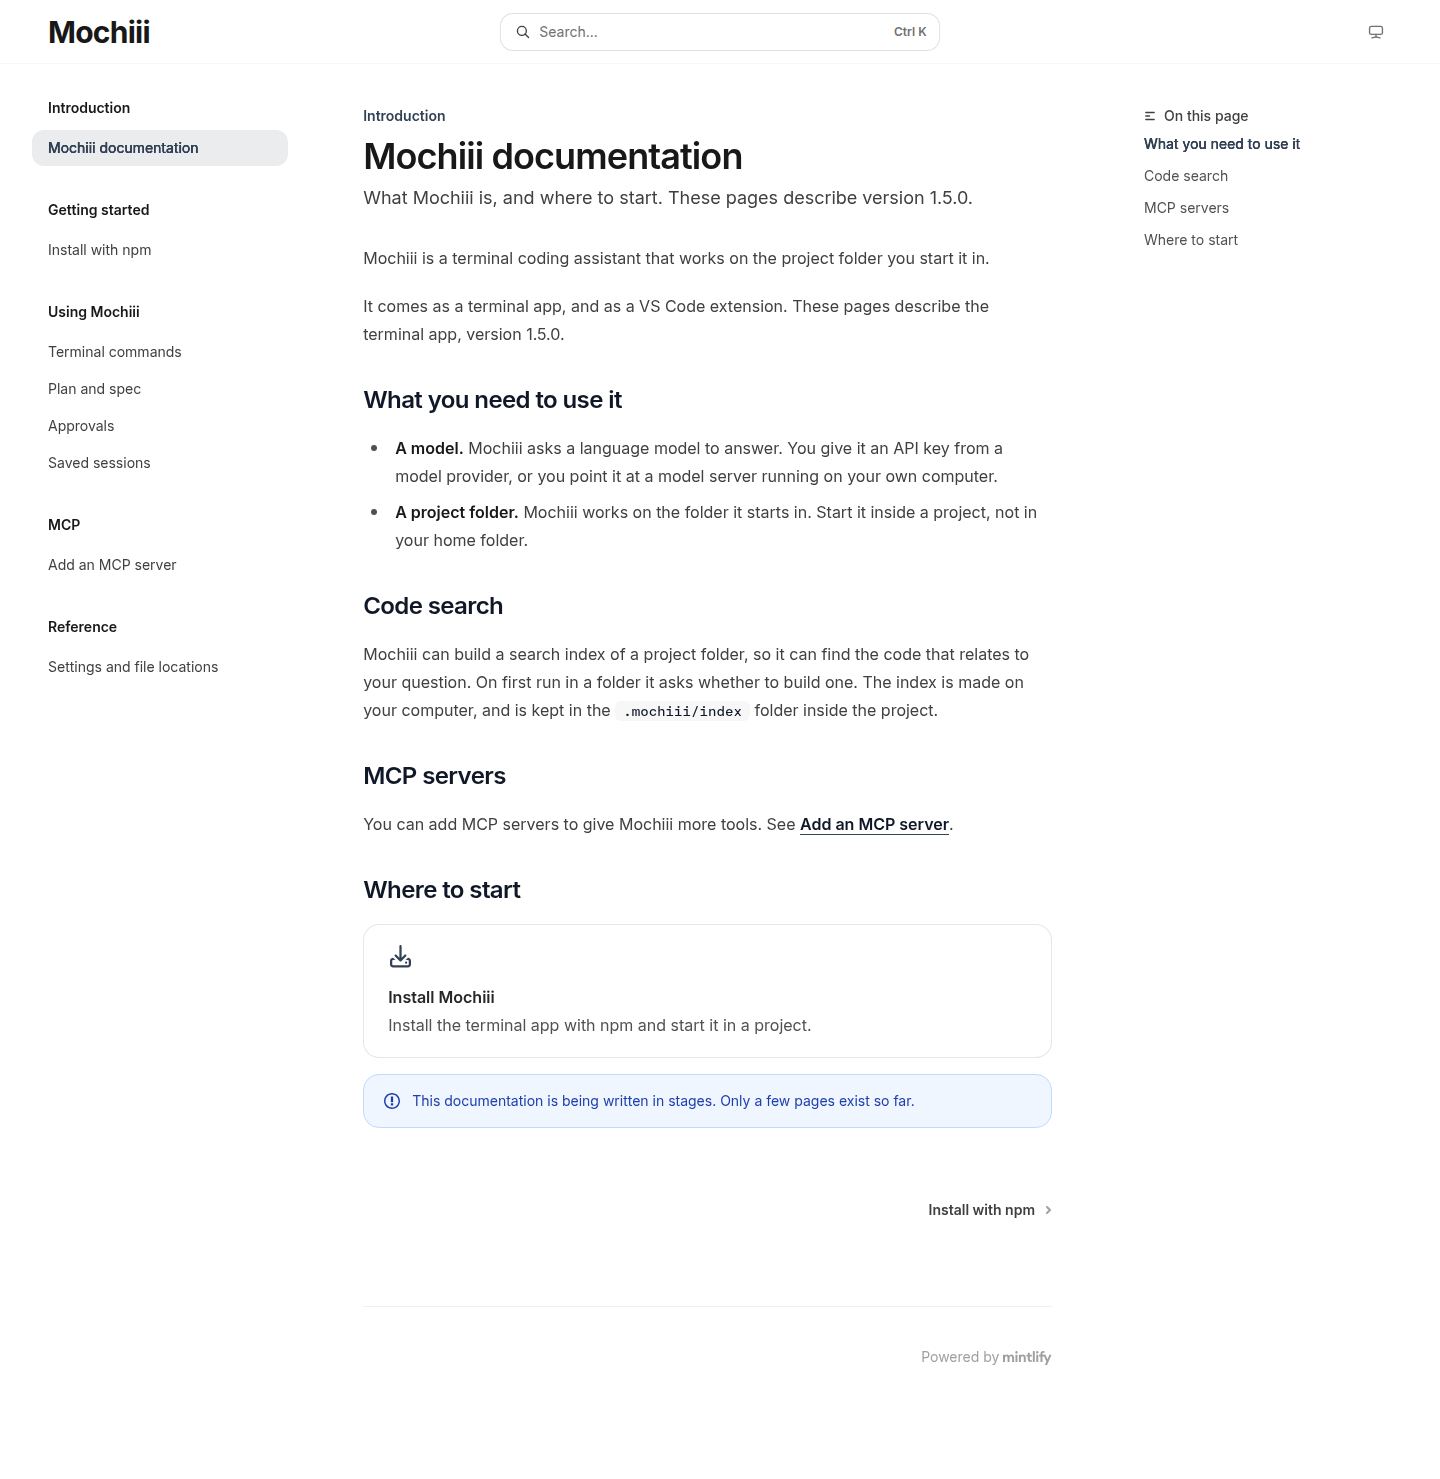 Mochiii
Search...
Ctrl K
Introduction
Mochiii documentation
Getting started
Install with npm
Using Mochiii
Terminal commands
Plan and spec
Approvals
Saved sessions
MCP
Add an MCP server
Reference
Settings and file locations
Introduction
Mochiii documentation
What Mochiii is, and where to start. These pages describe version 1.5.0.
Mochiii is a terminal coding assistant that works on the project folder you start it in.
It comes as a terminal app, and as a VS Code extension. These pages describe the
terminal app, version 1.5.0.
What you need to use it
A model. Mochiii asks a language model to answer. You give it an API key from a
model provider, or you point it at a model server running on your own computer.
A project folder. Mochiii works on the folder it starts in. Start it inside a project, not in
your home folder.
Code search
Mochiii can build a search index of a project folder, so it can find the code that relates to
your question. On first run in a folder it asks whether to build one. The index is made on
your computer, and is kept in the .mochiii/index folder inside the project.
MCP servers
You can add MCP servers to give Mochiii more tools. See Add an MCP server.
Where to start
Install Mochiii
Install the terminal app with npm and start it in a project.
This documentation is being written in stages. Only a few pages exist so far.
Install with npm
Powered by mintlify
On this page
What you need to use it
Code search
MCP servers
Where to start